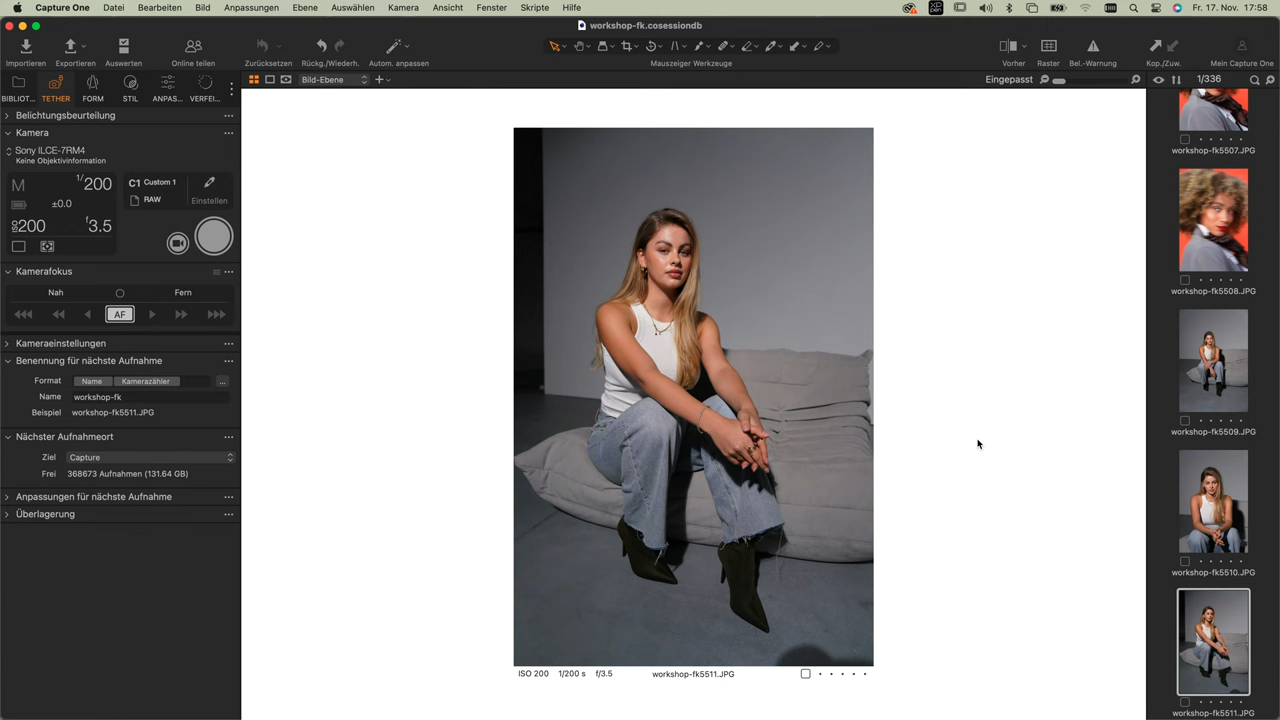 Capture One Datei Bearbeiten Bild Anpassungen Ebene Auswählen Kamera Ansicht Fenster Skripte Hilfe Fr. 17. Nov. 17:58
workshop-fk.cosessiondb
Importieren Exportieren Auswerten Online teilen Zurücksetzen Rückg./Wiederh. Autom. anpassen Mauszeiger Werkzeuge Vorher Raster Bel.-Warnung Kop./Zuw. Mein Capture One
Bild-Ebene Eingepasst 1/336
BIBLIOT... TETHER FORM STIL ANPAS... VERFEI...
Belichtungsbeurteilung
Kamera
Sony ILCE-7RM4
Keine Objektivinformation
M 1/200 C1 Custom 1
±0.0 RAW Einstellen
ISO 200 f3.5
Kamerafokus
Nah Fern
AF
Kameraeinstellungen
Benennung für nächste Aufnahme
Format Name Kamerazähler ...
Name workshop-fk
Beispiel workshop-fk5511.JPG
Nächster Aufnahmeort
Ziel Capture
Frei 368673 Aufnahmen (131.64 GB)
Anpassungen für nächste Aufnahme
Überlagerung
ISO 200 1/200 s f/3.5 workshop-fk5511.JPG
workshop-fk5507.JPG
workshop-fk5508.JPG
workshop-fk5509.JPG
workshop-fk5510.JPG
workshop-fk5511.JPG